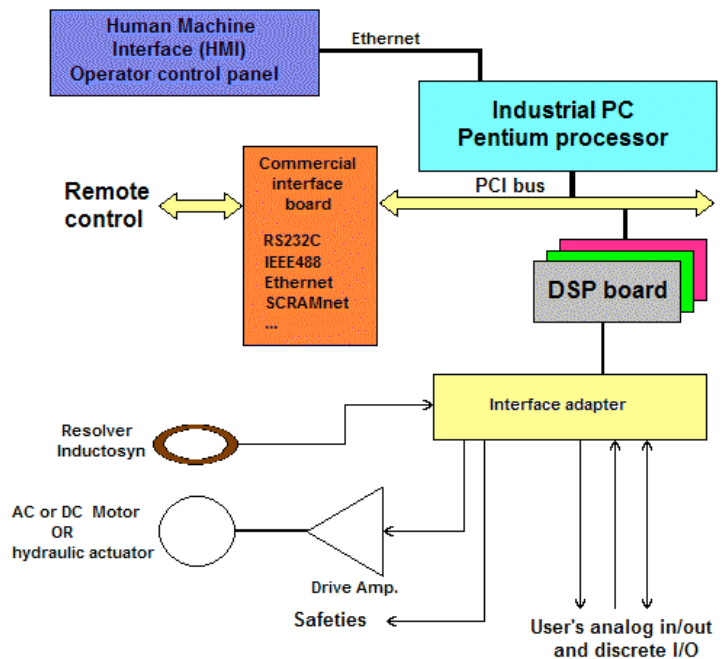 Human Machine
Interface (HMI)
Operator control panel
Ethernet
Industrial PC
Pentium processor
Commercial
interface
board
RS232C
IEEE488
Ethernet
SCRAMnet
...
Remote
control
PCI bus
DSP board
Interface adapter
Resolver
Inductosyn
AC or DC Motor
OR
hydraulic actuator
Drive Amp.
Safeties
User's analog in/out
and discrete I/O